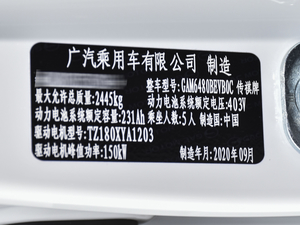 广汽乘用车有限公司 制造
整车型号:GAM6480BEVB0C 传祺牌
最大允许总质量:2445kg
动力电池系统额定电压:403V
动力电池系统额定容量:231Ah
乘坐人数:5人 制造国:中国
驱动电机型号:TZ180XYA1203
驱动电机峰值功率:150kW
制造年月:2020年09月